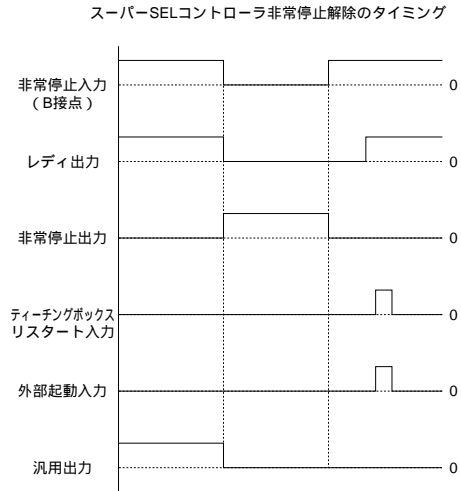 スーパーSELコントローラ非常停止解除のタイミング
非常停止入力
（B接点）
0
レディ出力
0
非常停止出力
0
ティーチングボックス
リスタート入力
0
外部起動入力
0
汎用出力
0